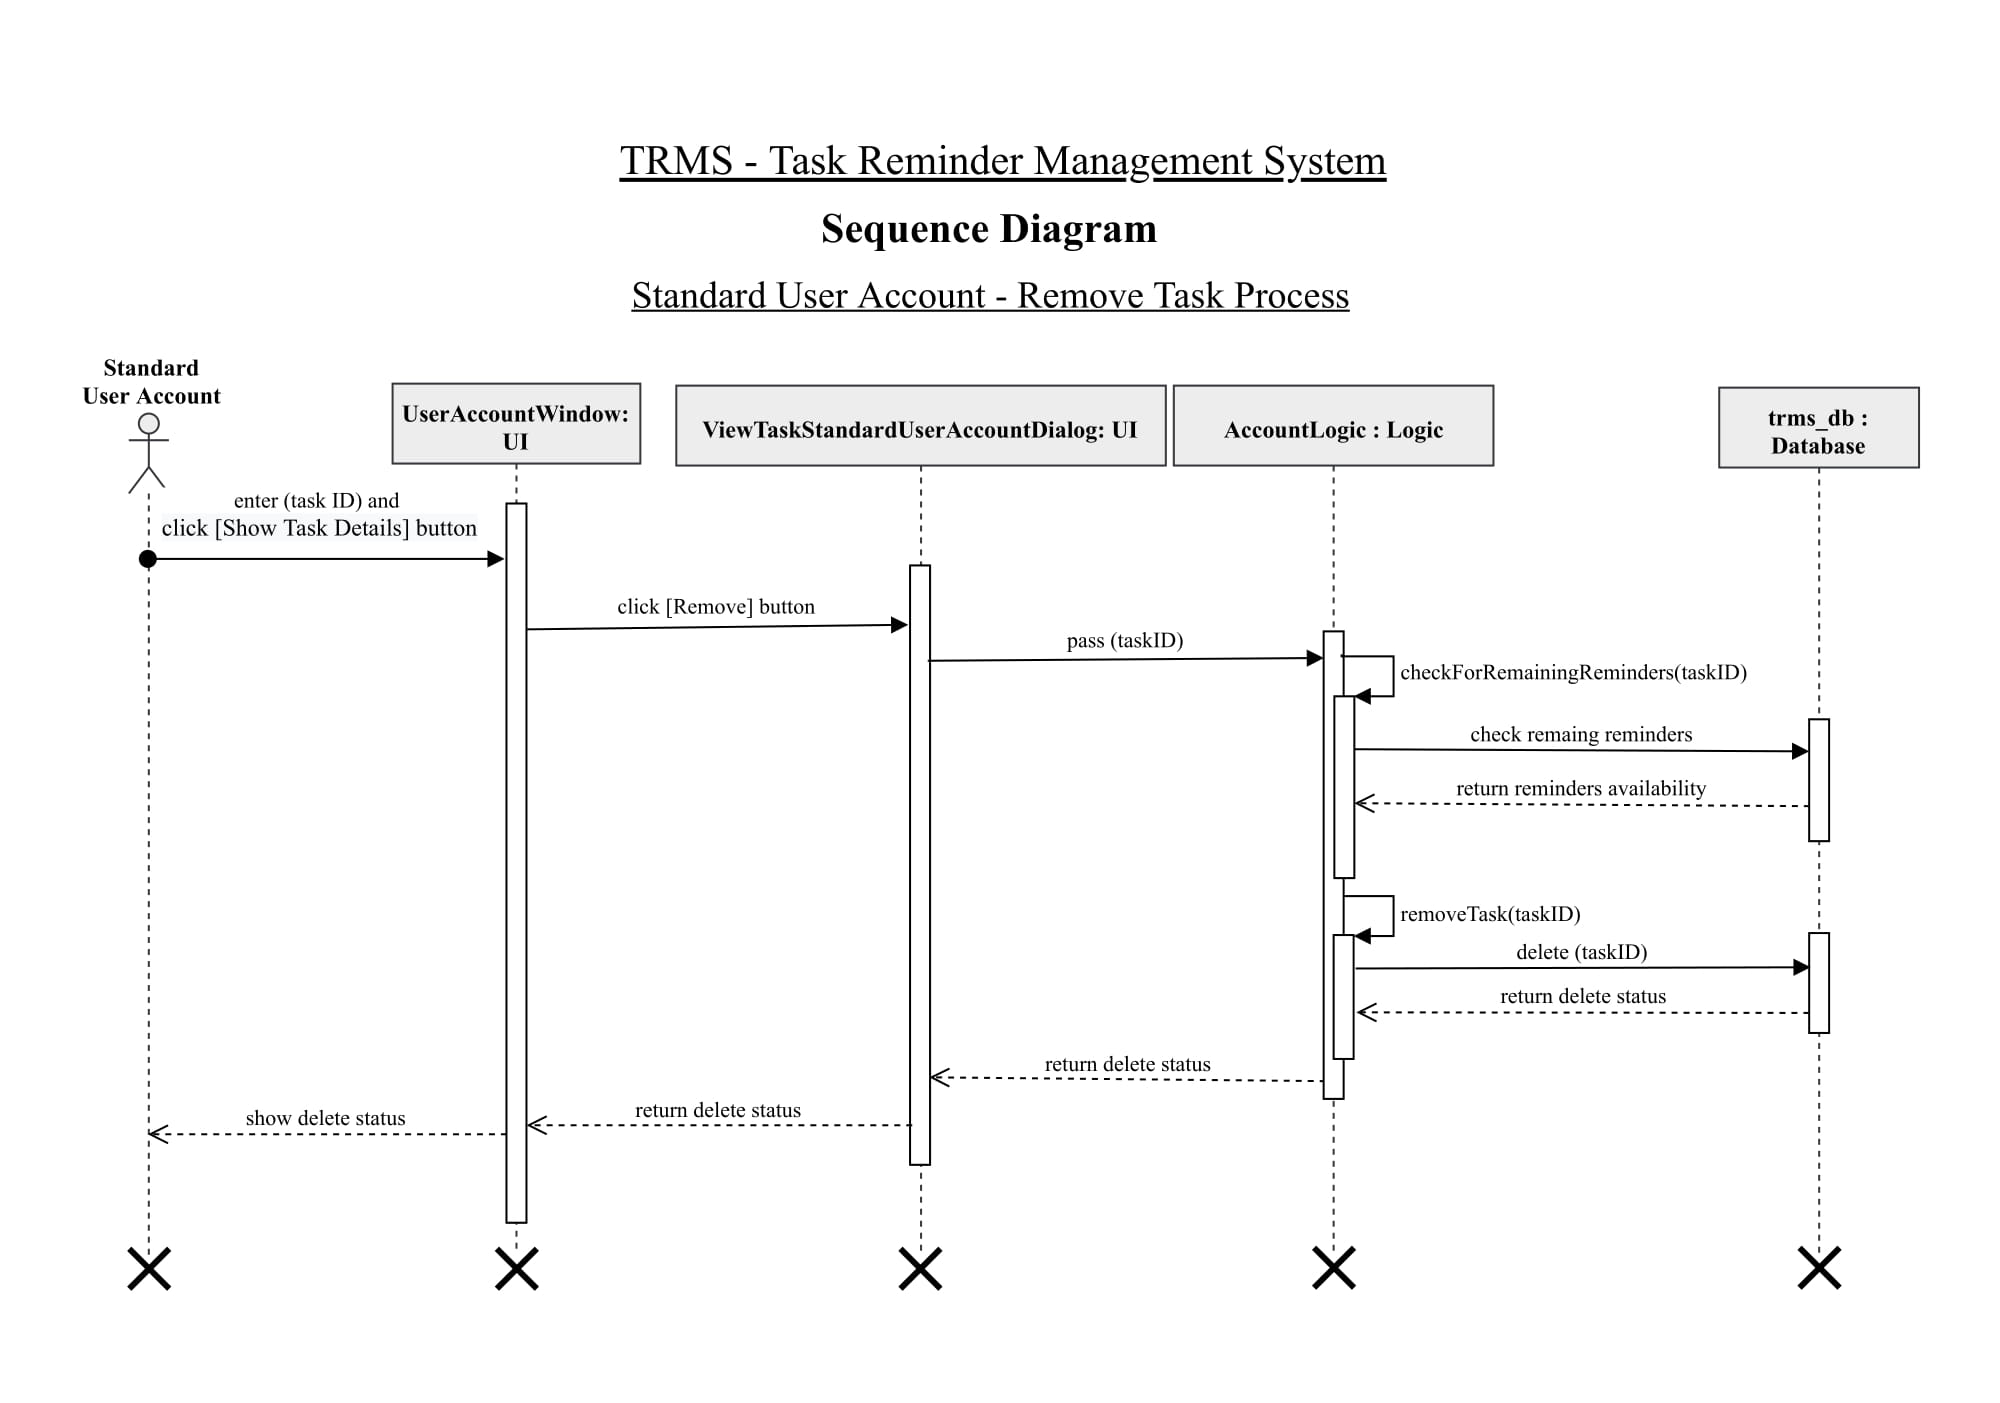 TRMS - Task Reminder Management System
Sequence Diagram
Standard User Account - Remove Task Process
Standard
User Account
UserAccountWindow:
UI
ViewTaskStandardUserAccountDialog: UI
AccountLogic : Logic
trms_db :
Database
enter (task ID) and
click [Show Task Details] button
click [Remove] button
pass (taskID)
checkForRemainingReminders(taskID)
check remaing reminders
return reminders availability
removeTask(taskID)
delete (taskID)
return delete status
return delete status
return delete status
show delete status